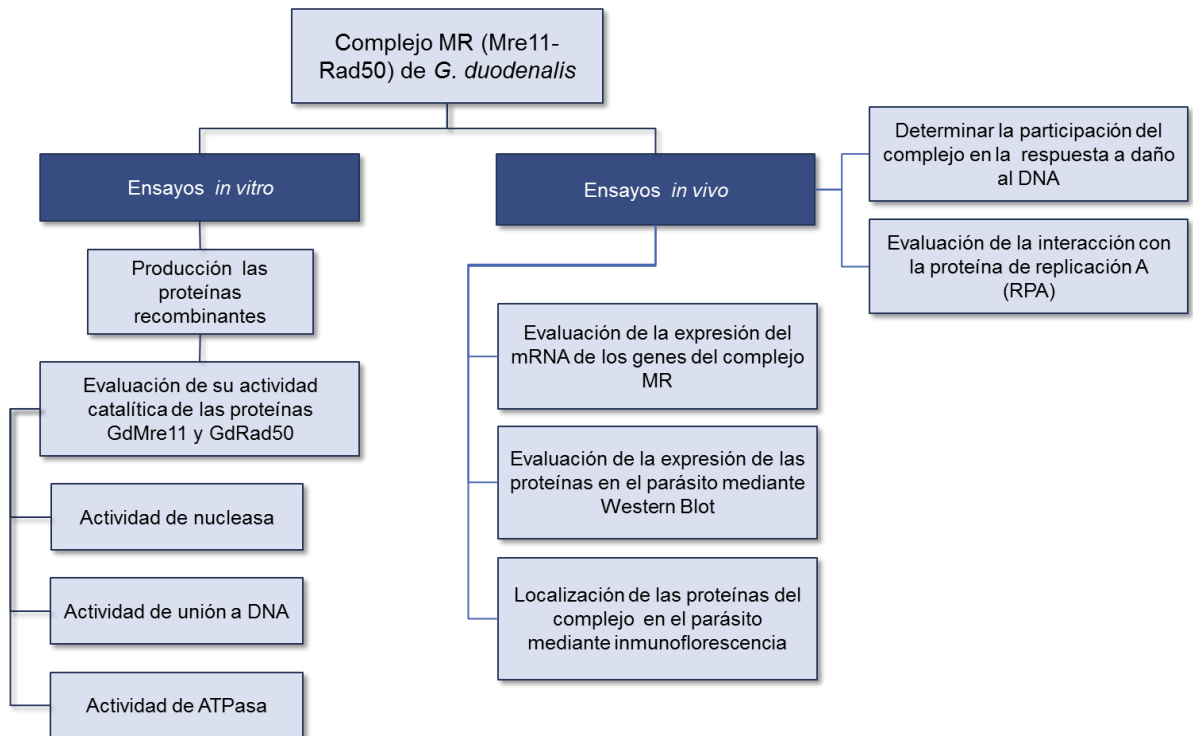 Complejo MR (Mre11-
Rad50) de G. duodenalis
Ensayos in vitro
Producción las
proteínas
recombinantes
Evaluación de su actividad
catalítica de las proteínas
GdMre11 y GdRad50
Actividad de nucleasa
Actividad de unión a DNA
Actividad de ATPasa
Ensayos in vivo
Evaluación de la expresión del
mRNA de los genes del complejo
MR
Evaluación de la expresión de las
proteínas en el parásito mediante
Western Blot
Localización de las proteínas del
complejo en el parásito
mediante inmunoflorescencia
Determinar la participación del
complejo en la respuesta a daño
al DNA
Evaluación de la interacción con
la proteína de replicación A
(RPA)